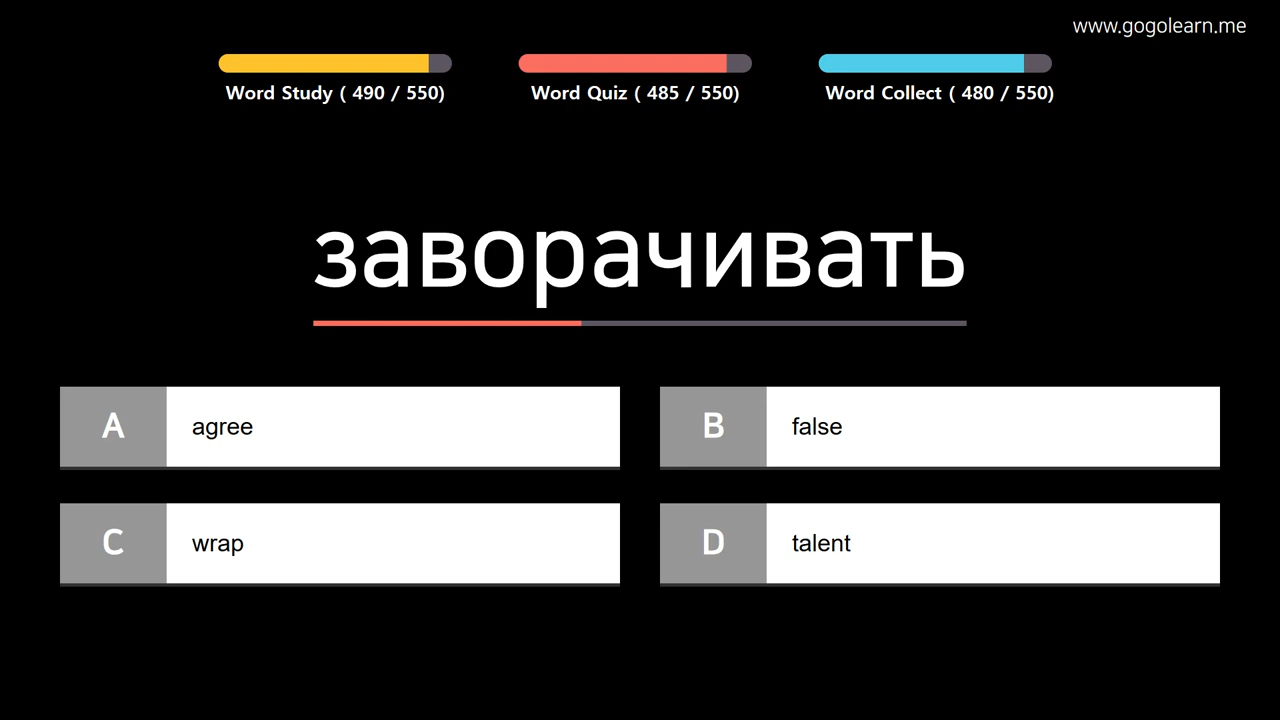 www.gogolearn.me
Word Study ( 490 / 550)
Word Quiz ( 485 / 550)
Word Collect ( 480 / 550)
заворачивать
A agree
B false
C wrap
D talent